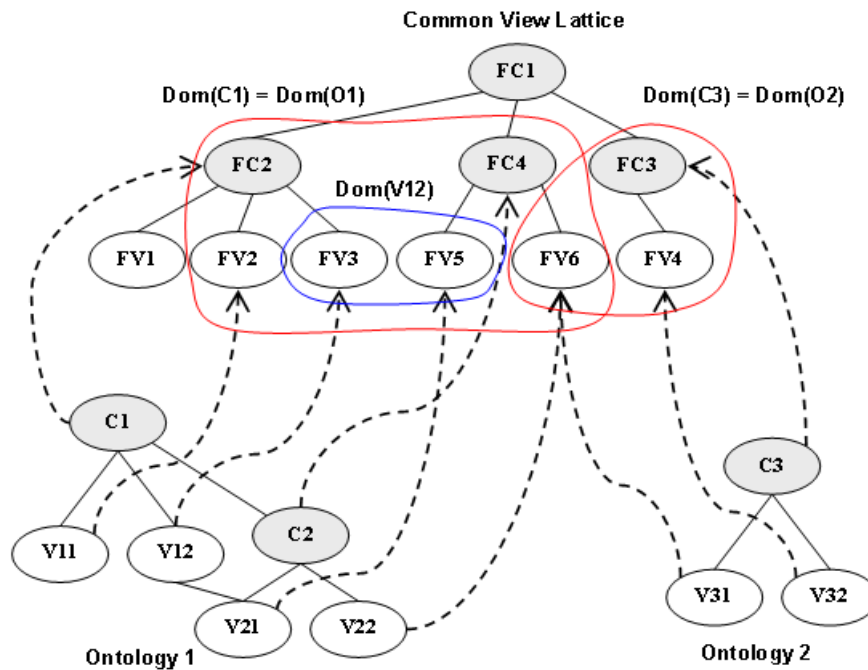 Common View Lattice
FC1
Dom(C1) = Dom(O1)
Dom(C3) = Dom(O2)
FC2
FC4
FC3
Dom(V12)
FV1
FV2
FV3
FV5
FV6
FV4
C1
C3
C2
V11
V12
V31
V32
V21
V22
Ontology 1
Ontology 2